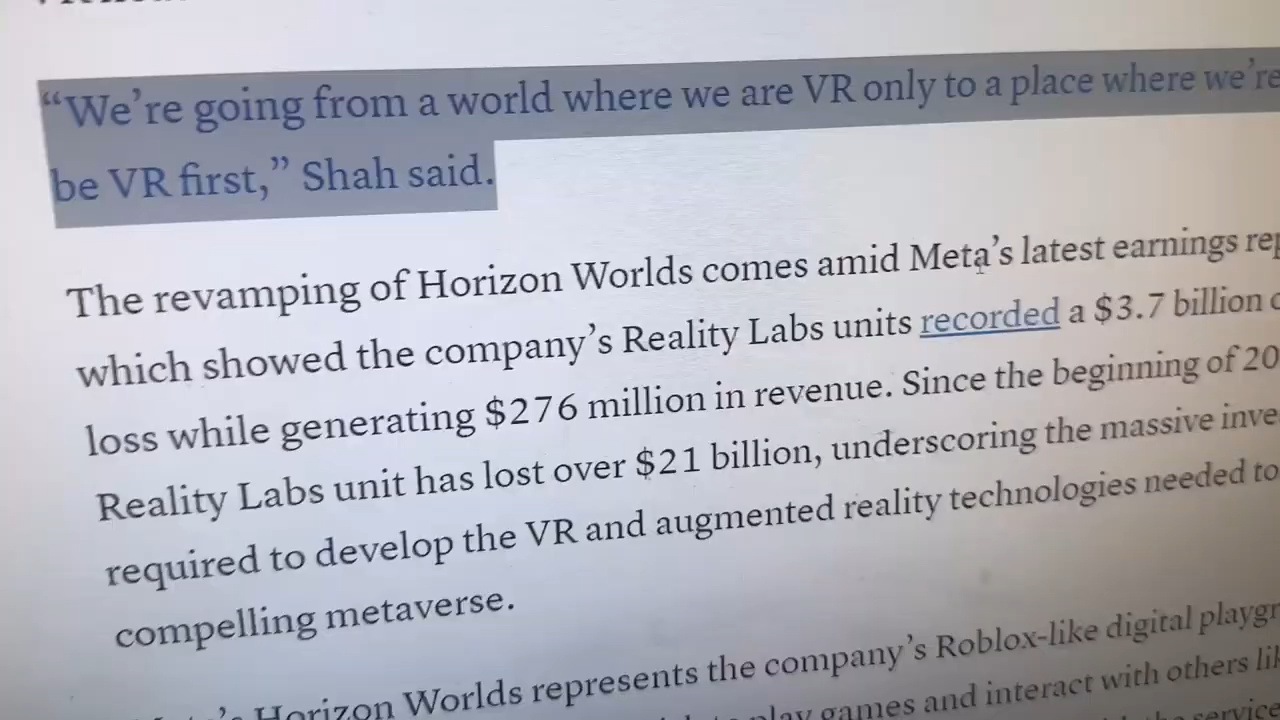 “We’re going from a world where we are VR only to a place where we’re
be VR first,” Shah said.
The revamping of Horizon Worlds comes amid Meta’s latest earnings
which showed the company’s Reality Labs units recorded a $3.7 billion
loss while generating $276 million in revenue. Since the beginning of 20
Reality Labs unit has lost over $21 billion, underscoring the massive inve
required to develop the VR and augmented reality technologies needed to
compelling metaverse.
Horizon Worlds represents the company’s Roblox-like digital playgr
play games and interact with others
service